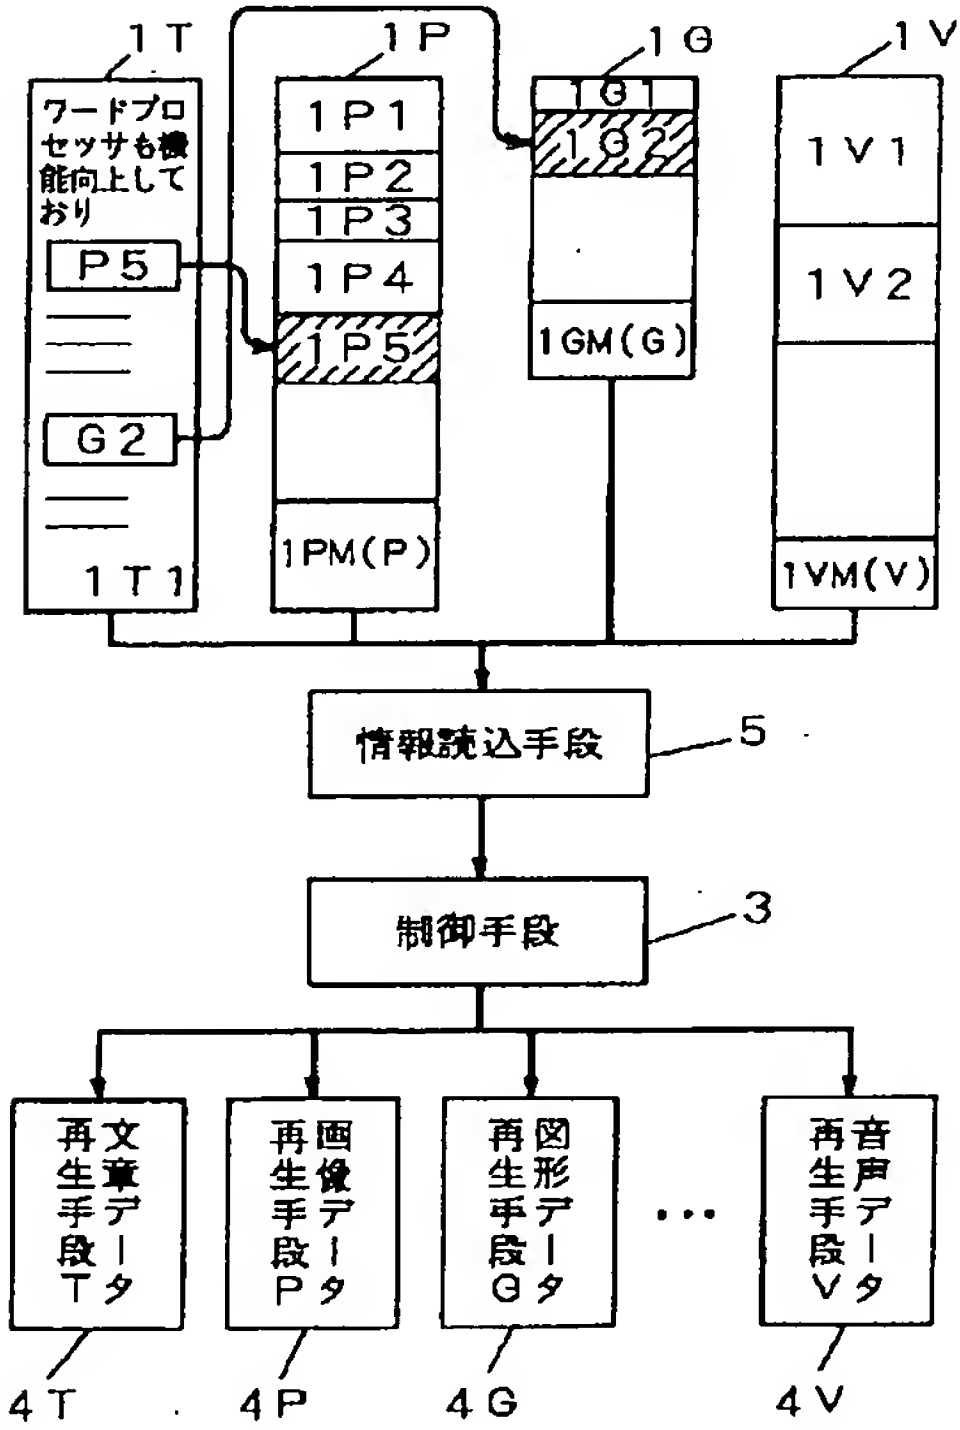 1T
1P
1G
1V
ワードプロ
セッサも機
能向上して
おり
P5
G2
1T1
1P1
1P2
1P3
1P4
1P5
1PM(P)
1G1
1G2
1GM(G)
1V1
1V2
1VM(V)
情報読込手段
5
制御手段
3
文章データ
再生手段T
画像データ
再生手段P
図形データ
再生手段G
...
音声データ
再生手段V
4T
4P
4G
4V